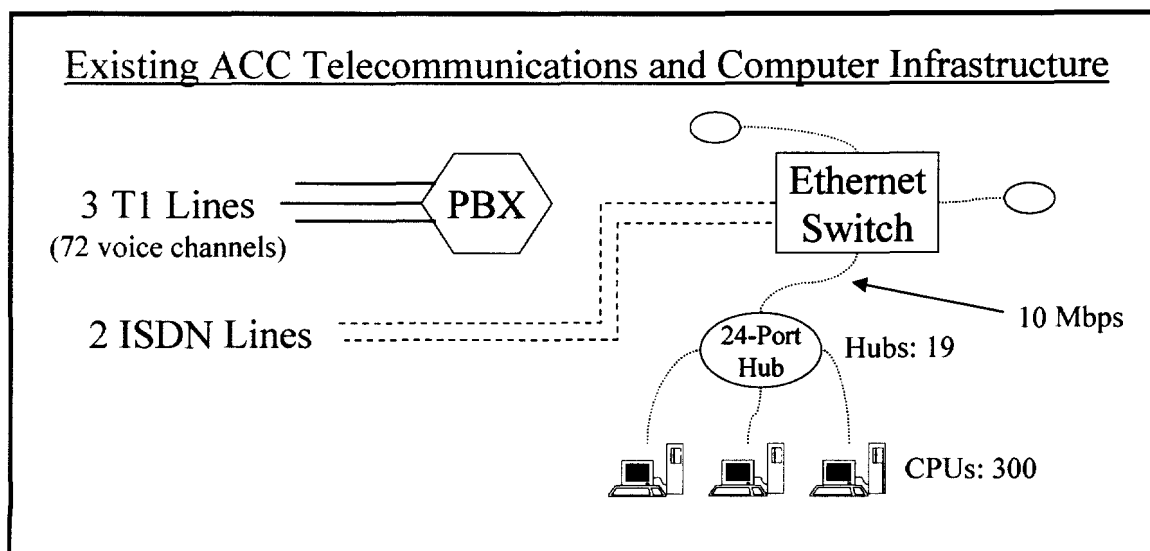 Existing ACC Telecommunications and Computer Infrastructure
3 T1 Lines
(72 voice channels)
PBX
Ethernet
Switch
2 ISDN Lines
10 Mbps
24-Port
Hub
Hubs: 19
CPUs: 300